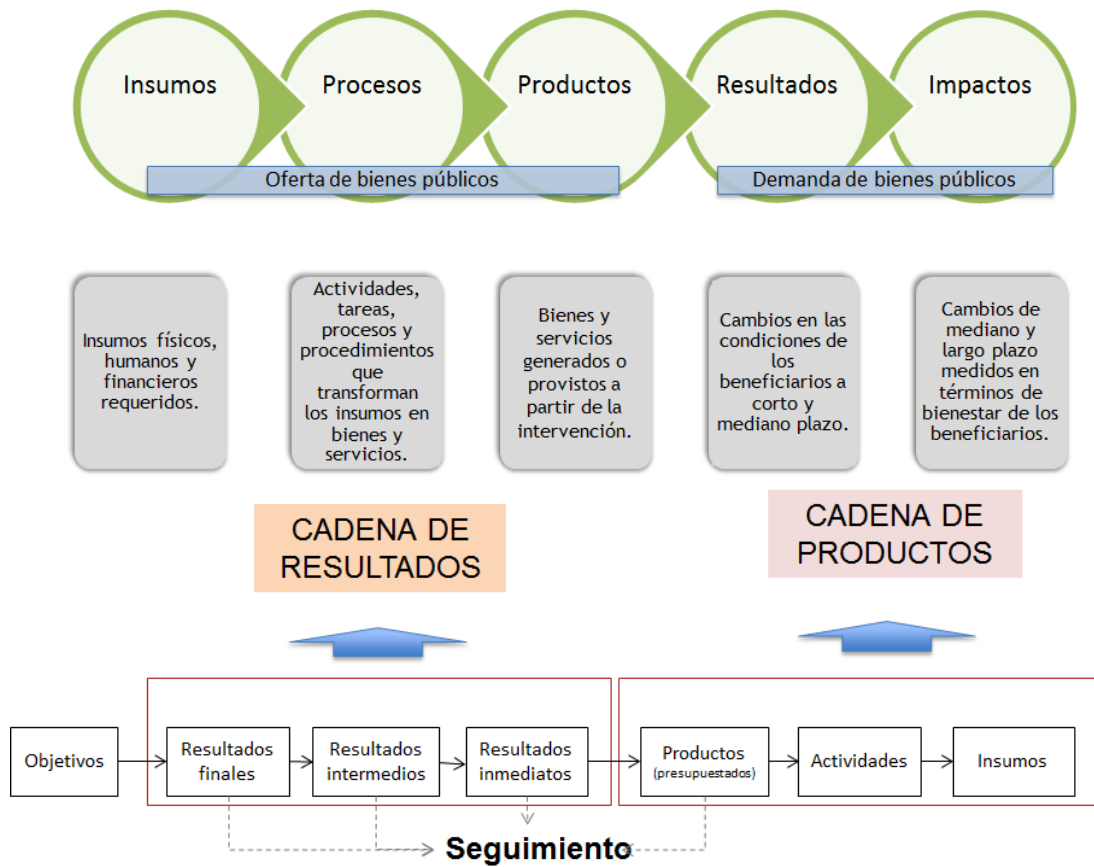 Insumos
Procesos
Productos
Resultados
Impactos
Oferta de bienes públicos
Demanda de bienes públicos
Insumos físicos,
humanos y
financieros
requeridos.
Actividades,
tareas,
procesos y
procedimientos
que
transforman
los insumos en
bienes y
servicios.
Bienes y
servicios
generados o
provistos a
partir de la
intervención.
Cambios en las
condiciones de
los
beneficiarios a
corto y
mediano plazo.
Cambios de
mediano y
largo plazo
medidos en
términos de
bienestar de los
beneficiarios.
CADENA DE
RESULTADOS
CADENA DE
PRODUCTOS
Objetivos
Resultados
finales
Resultados
intermedios
Resultados
inmediatos
Productos
(presupuestados)
Actividades
Insumos
Seguimiento